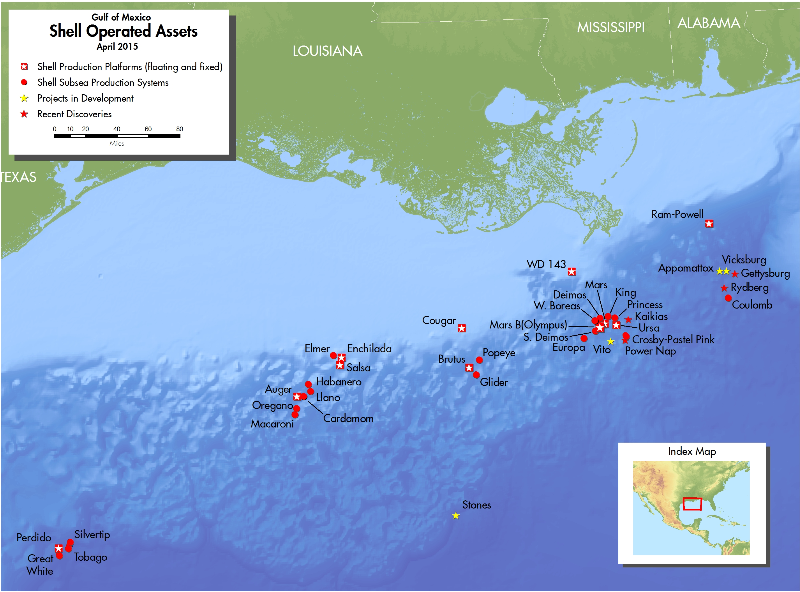 Gulf of Mexico
Shell Operated Assets
April 2015
Shell Production Platforms (floating and fixed)
Shell Subsea Production Systems
Projects in Development
Recent Discoveries
0 10 20 40 60 80
Miles
LOUISIANA
MISSISSIPPI
ALABAMA
TEXAS
Ram-Powell
WD 143
Vicksburg
Appomattox
Gettysburg
Rydberg
Coulomb
Mars
King
Deimos
Princess
W. Boreas
Kaikias
Mars B(Olympus)
Ursa
S. Deimos
Crosby-Pastel Pink
Europa
Vito
Power Nap
Cougar
Brutus
Popeye
Glider
Elmer
Enchilada
Salsa
Habanero
Auger
Llano
Oregano
Cardamom
Macaroni
Stones
Perdido
Silvertip
Great
White
Tobago
Index Map